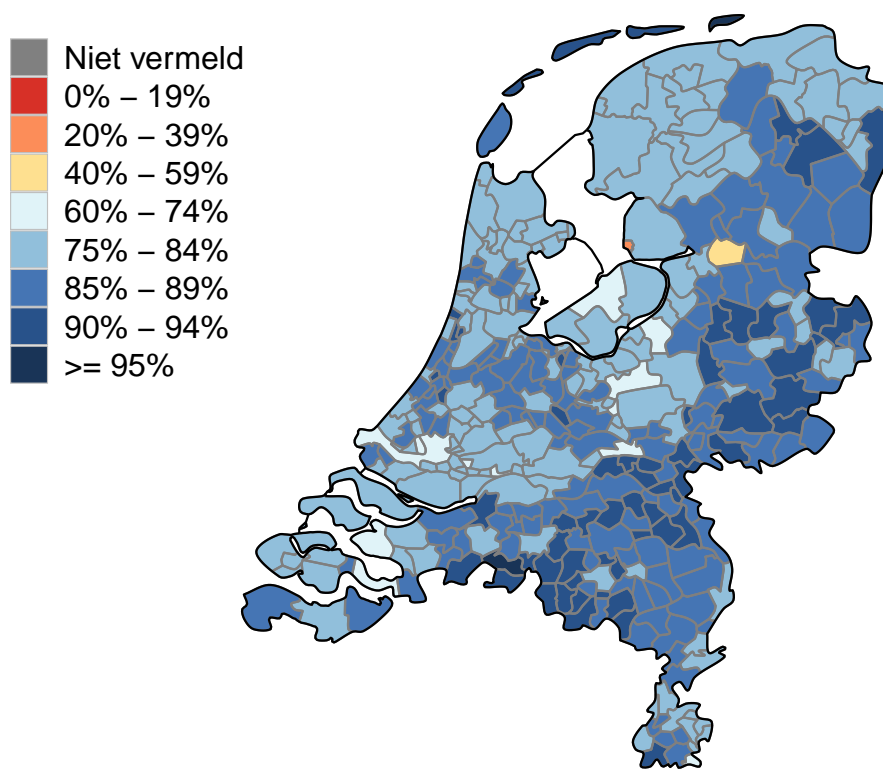 Niet vermeld
0% – 19%
20% – 39%
40% – 59%
60% – 74%
75% – 84%
85% – 89%
90% – 94%
>= 95%